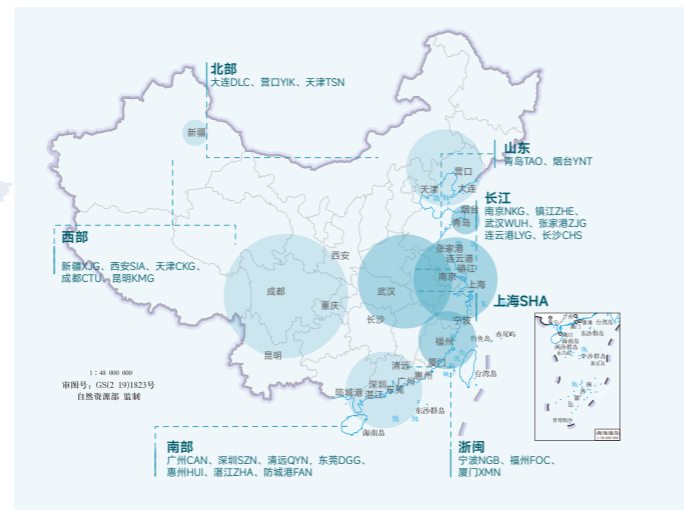 北部
大连DLC、营口YIK、天津TSN
新疆
山东
青岛TAO、烟台YNT
营口
天津
大连
长江
南京NKG、镇江ZHE、
武汉WUH、张家港ZJG
连云港LYG、长沙CHS
烟台
青岛
西部
新疆XJG、西安SIA、天津CKG、
成都CTU、昆明KMG
西安
张家港
连云港
镇江
南京
上海
成都
武汉
重庆
上海SHA
长沙
宁波
福州
钓鱼岛
赤尾屿
昆明
厦门
台湾岛
清远
惠州
广州
深圳
东莞
防城港
湛江
东沙群岛
海南岛
1:48 000 000
审图号：GS(2 19)1823号
自然资源部 监制
南部
广州CAN、深圳SZN、清远QYN、东莞DGG、
惠州HUI、湛江ZHA、防城港FAN
浙闽
宁波NGB、福州FOC、
厦门XMN